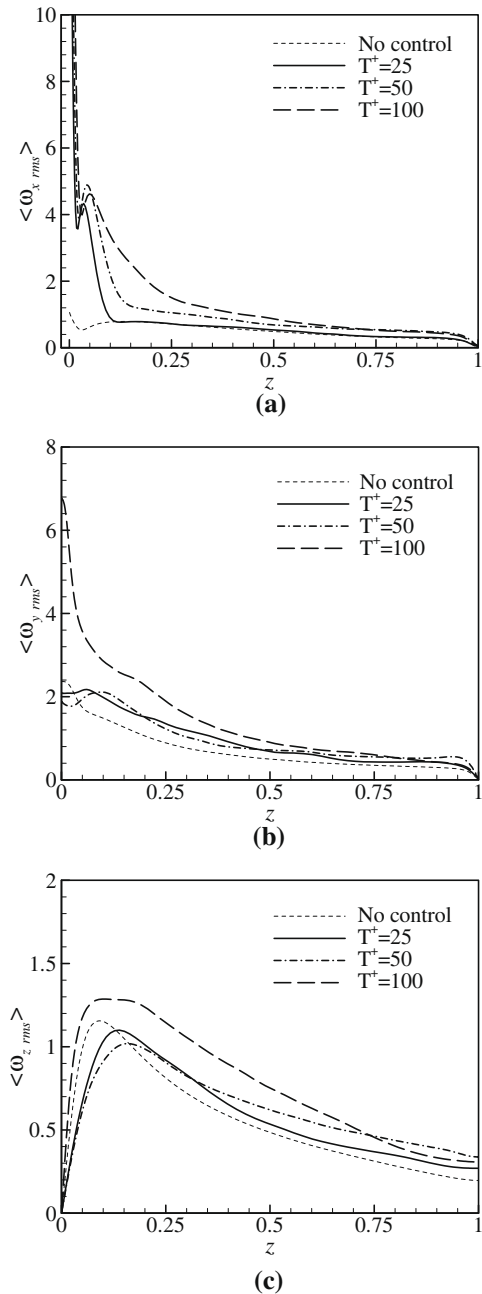 10
8
6
4
2
0
<ω x rms>
No control
T+=25
T+=50
T+=100
0 0.25 0.5 0.75 1
z
(a)
8
6
4
2
0
<ω y rms>
No control
T+=25
T+=50
T+=100
0 0.25 0.5 0.75 1
z
(b)
2
1.5
1
0.5
0
<ω z rms>
No control
T+=25
T+=50
T+=100
0 0.25 0.5 0.75 1
z
(c)